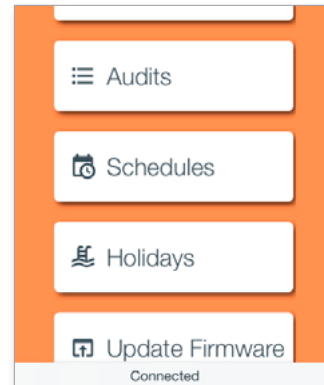 Audits
Schedules
Holidays
Update Firmware
Connected